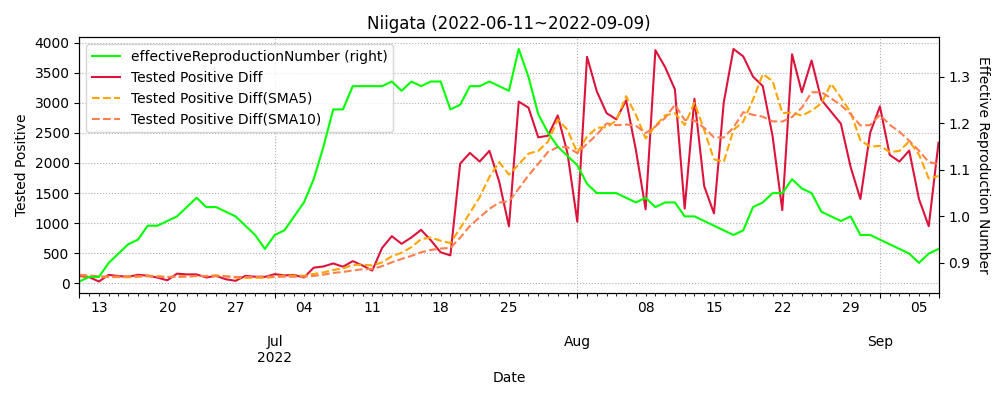 Niigata (2022-06-11~2022-09-09)
effectiveReproductionNumber (right)
Tested Positive Diff
Tested Positive Diff(SMA5)
Tested Positive Diff(SMA10)
Tested Positive
4000
3500
3000
2500
2000
1500
1000
500
0
Effective Reproduction Number
1.3
1.2
1.1
1.0
0.9
13 20 27 04 11 18 25 08 15 22 29 05
Jul Aug Sep
2022
Date